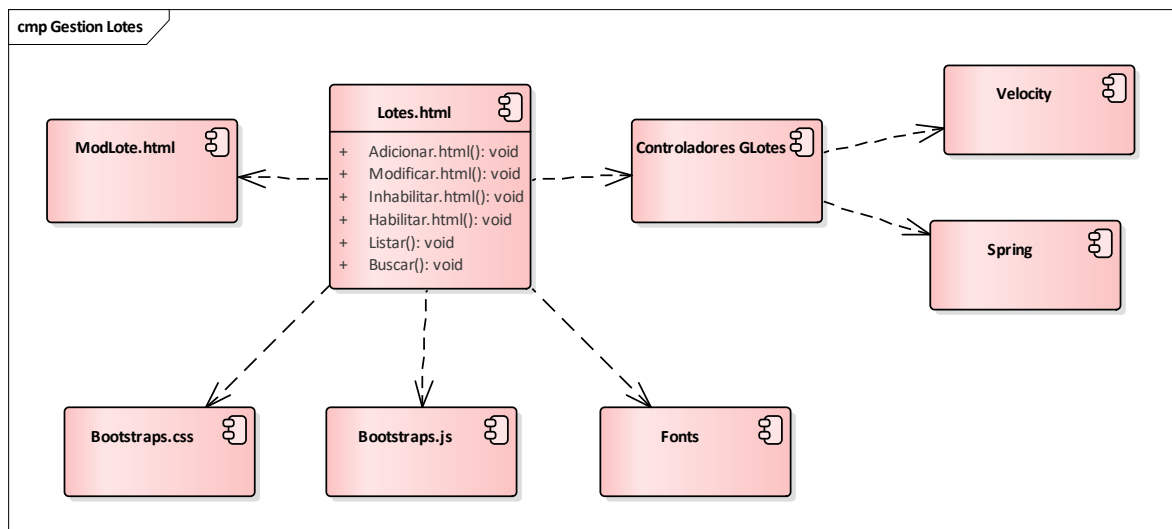 cmp Gestion Lotes
Lotes.html
+ Adicionar.html(): void
+ Modificar.html(): void
+ Inhabilitar.html(): void
+ Habilitar.html(): void
+ Listar(): void
+ Buscar(): void
ModLote.html
Controladores GLotes
Velocity
Spring
Bootstraps.css
Bootstraps.js
Fonts